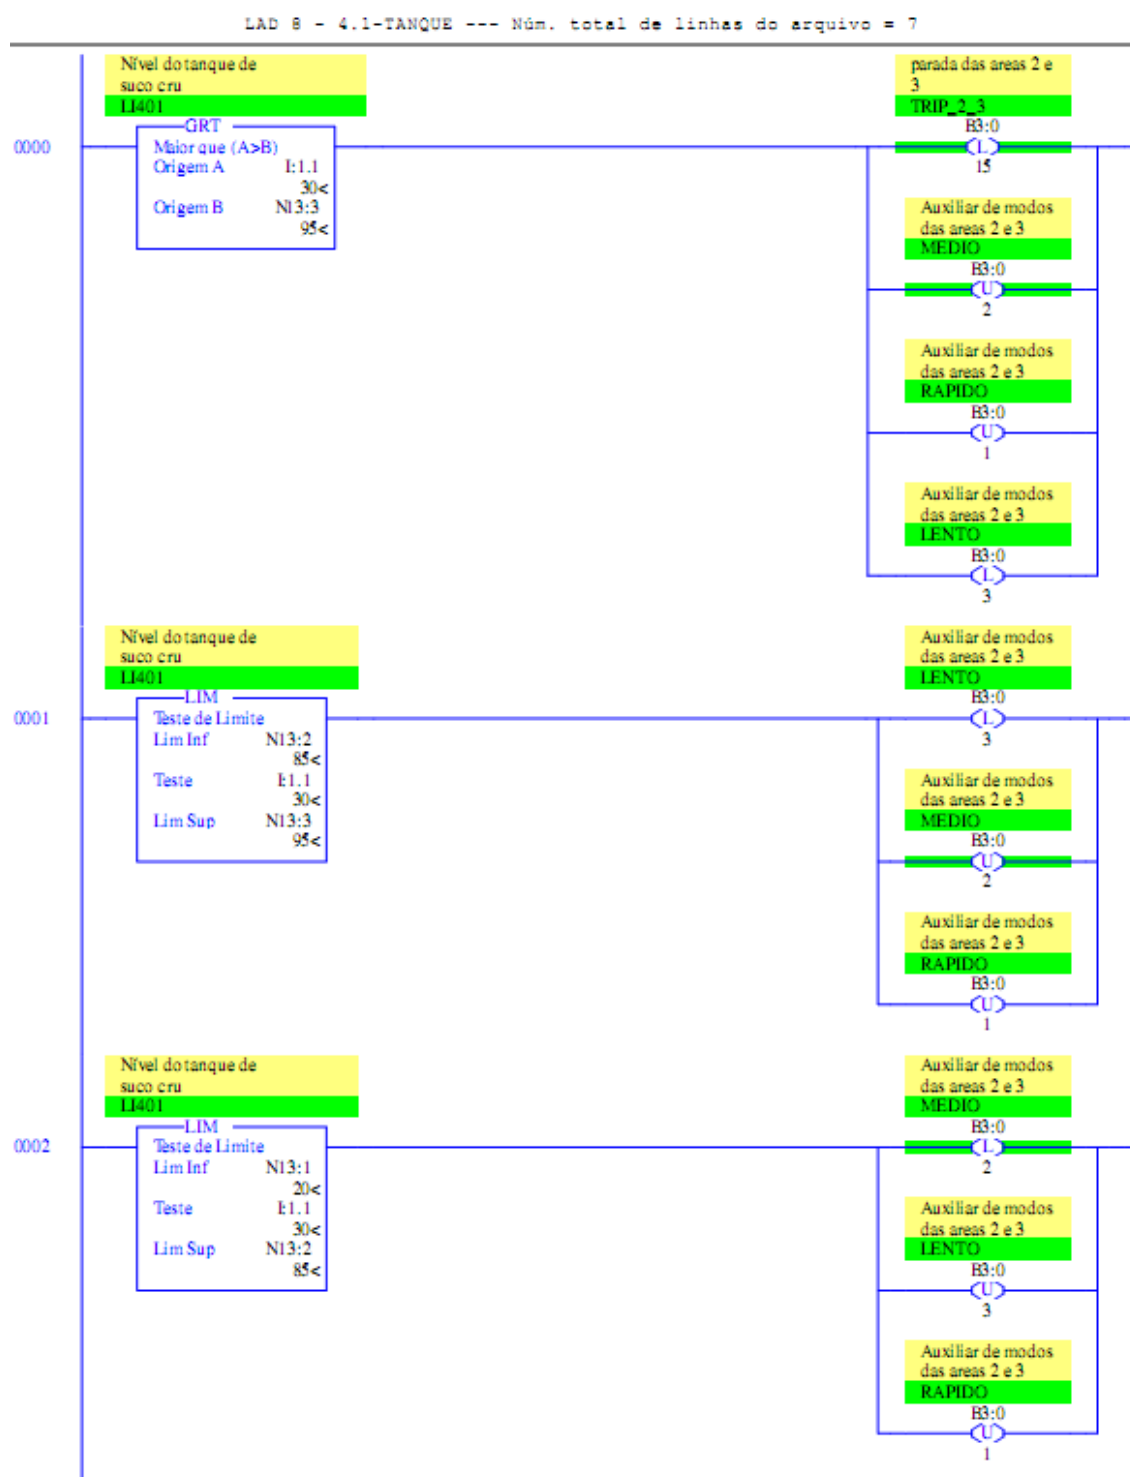 LAD 8 - 4.1-TANQUE --- Núm. total de linhas do arquivo = 7
Nível do tanque de
suco cru
LI401
GRT
Maior que (A>B)
Origem A I:1.1
30<
Origem B N13:3
95<
0000
parada das areas 2 e
3
TRIP_2_3
B3:0
L
15
Auxiliar de modos
das areas 2 e 3
MEDIO
B3:0
U
2
Auxiliar de modos
das areas 2 e 3
RAPIDO
B3:0
U
1
Auxiliar de modos
das areas 2 e 3
LENTO
B3:0
L
3
Nível do tanque de
suco cru
LI401
LIM
0001
Teste de Limite
Lim Inf N13:2
85<
Teste I:1.1
30<
Lim Sup N13:3
95<
Auxiliar de modos
das areas 2 e 3
LENTO
B3:0
L
3
Auxiliar de modos
das areas 2 e 3
MEDIO
B3:0
U
2
Auxiliar de modos
das areas 2 e 3
RAPIDO
B3:0
U
1
Nível do tanque de
suco cru
LI401
LIM
0002
Teste de Limite
Lim Inf N13:1
20<
Teste I:1.1
30<
Lim Sup N13:2
85<
Auxiliar de modos
das areas 2 e 3
MEDIO
B3:0
L
2
Auxiliar de modos
das areas 2 e 3
LENTO
B3:0
U
3
Auxiliar de modos
das areas 2 e 3
RAPIDO
B3:0
U
1